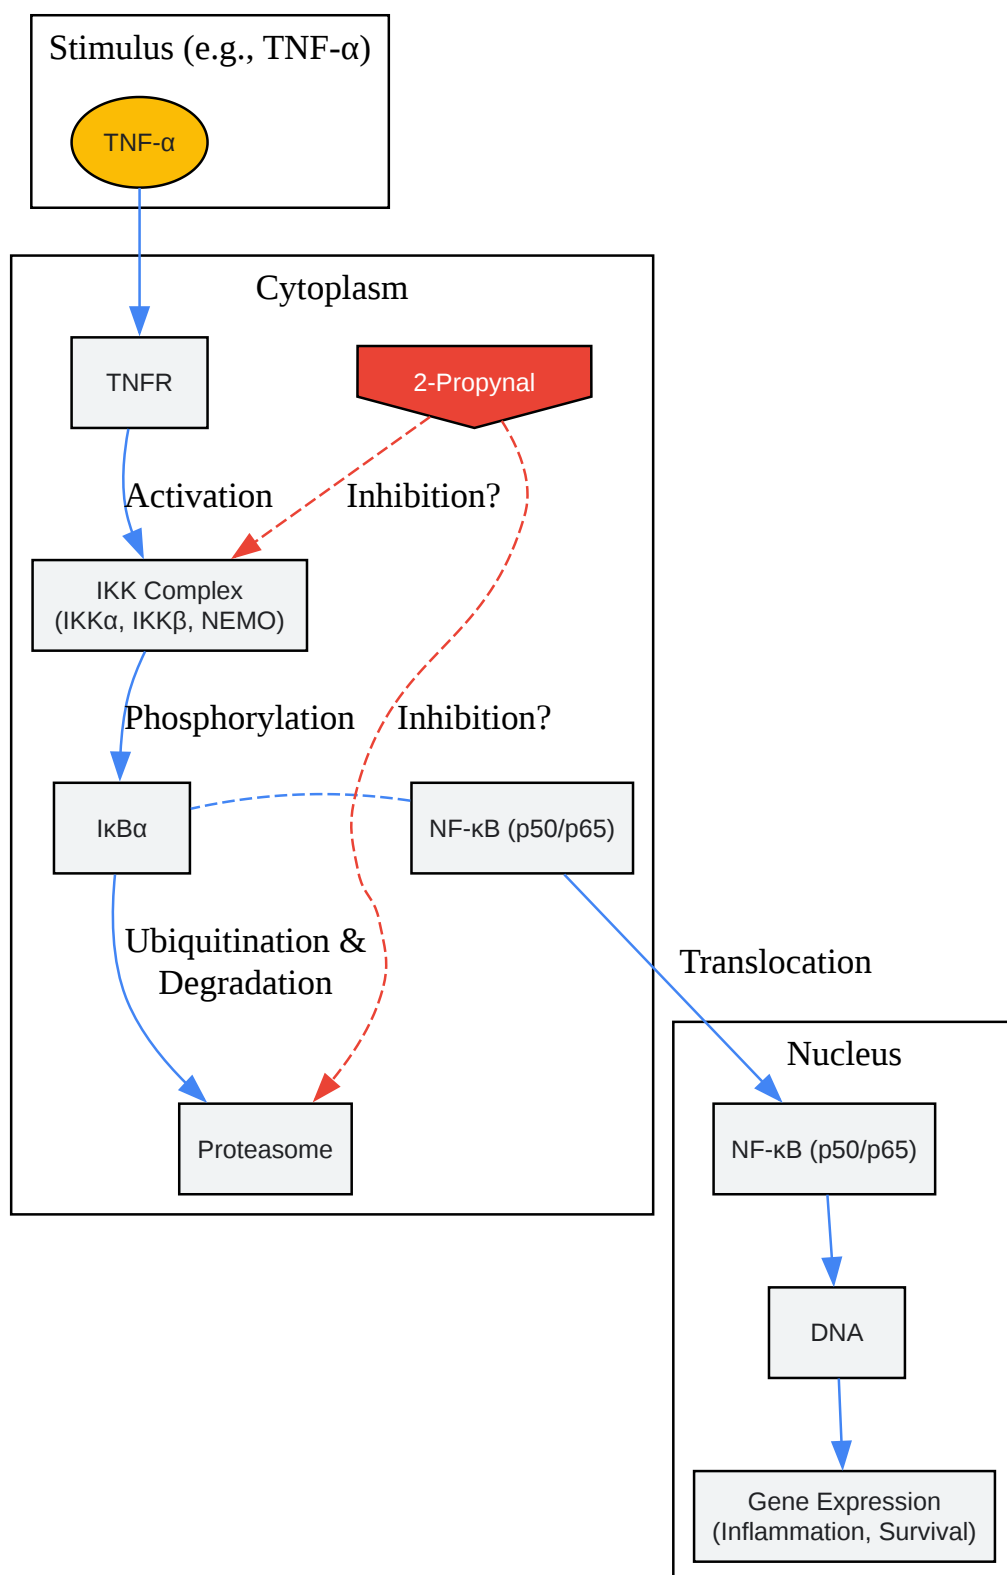 Stimulus (e.g., TNF-α)
TNF-α
Cytoplasm
TNFR
2-Propynal
Activation
Inhibition?
IKK Complex
(IKKα, IKKβ, NEMO)
Phosphorylation
Inhibition?
IκBα
NF-κB (p50/p65)
Ubiquitination &
Degradation
Translocation
Nucleus
Proteasome
NF-κB (p50/p65)
DNA
Gene Expression
(Inflammation, Survival)